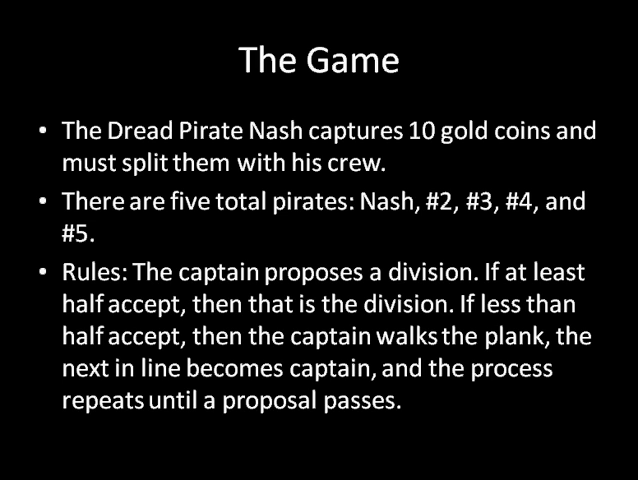 The Game
• The Dread Pirate Nash captures 10 gold coins and
must split them with his crew.
• There are five total pirates: Nash, #2, #3, #4, and
#5.
• Rules: The captain proposes a division. If at least
half accept, then that is the division. If less than
half accept, then the captain walks the plank, the
next in line becomes captain, and the process
repeats until a proposal passes.